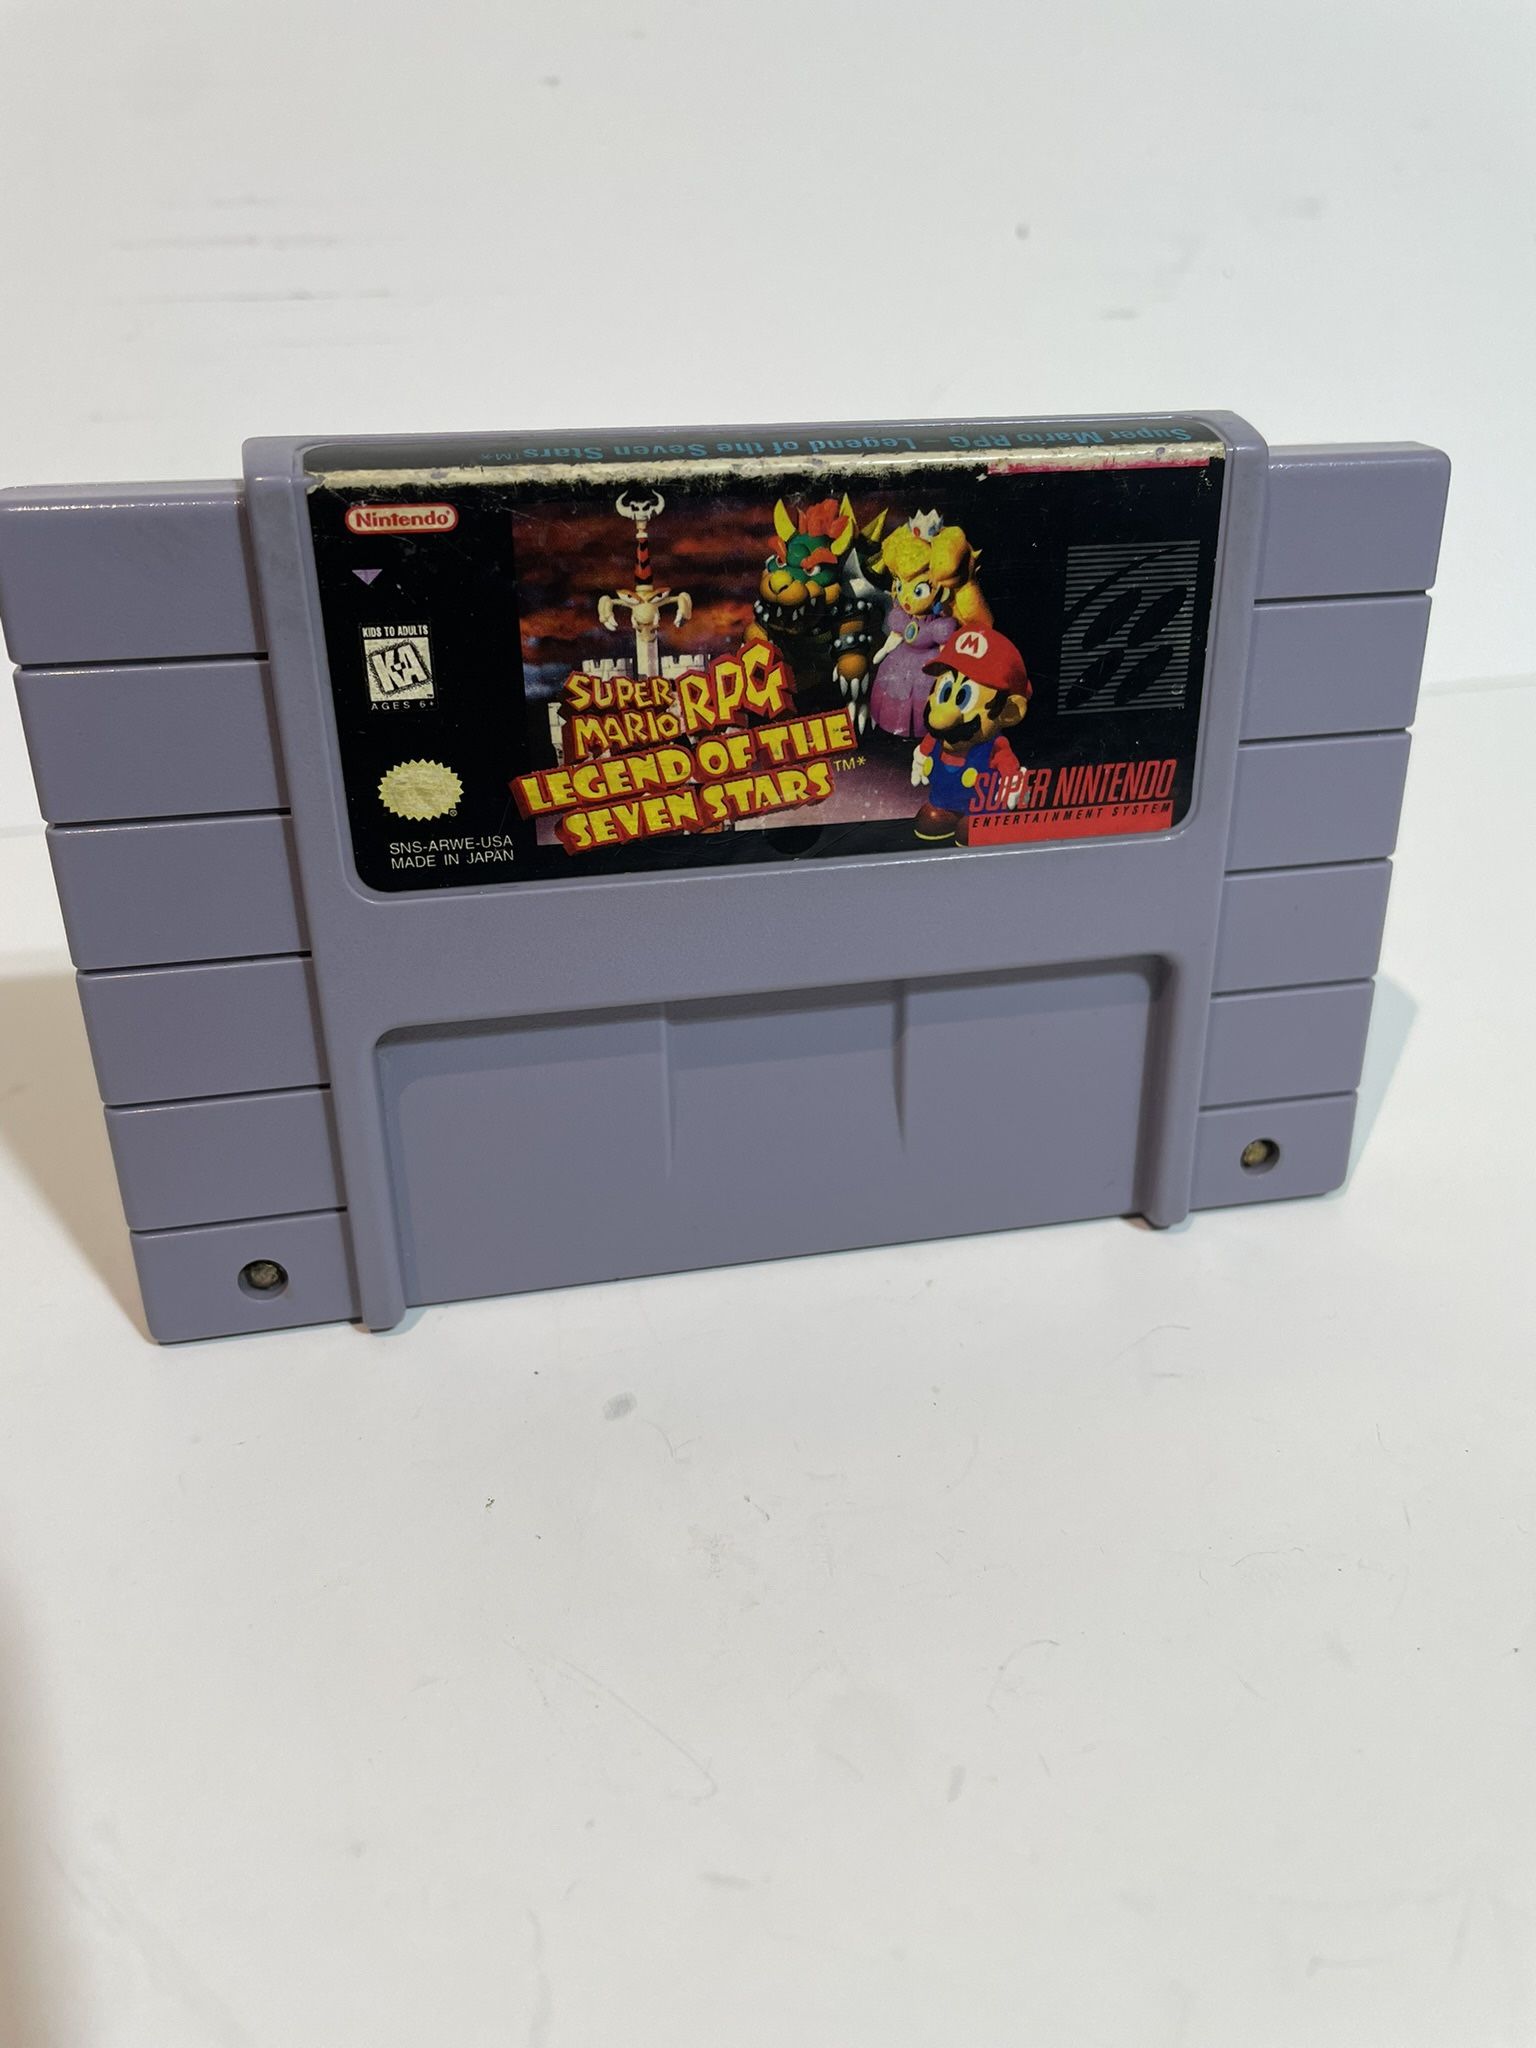 Super Mario RPG – Legend of the Seven Stars™*
Nintendo®
KIDS TO ADULTS
K-A
AGES 6+
SUPER
MARIO RPG
LEGEND OF THE
SEVEN STARS™*
M
SUPER NINTENDO
ENTERTAINMENT SYSTEM
®
SNS-ARWE-USA
MADE IN JAPAN